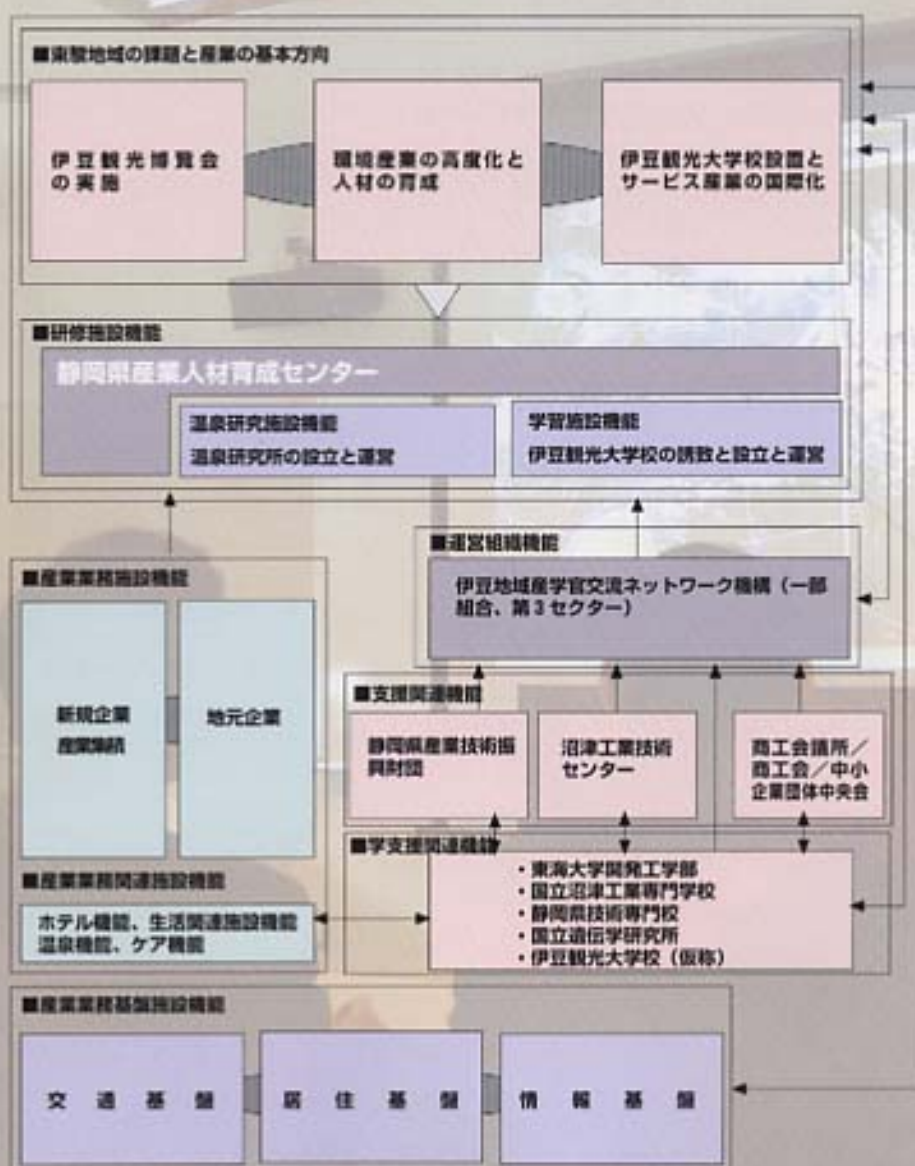 ■東駿地域の課題と産業の基本方向
伊豆観光博覧会
の実施
環境産業の高度化と
人材の育成
伊豆観光大学校設置と
サービス産業の国際化
■研修施設機能
静岡県産業人材育成センター
温泉研究施設機能
温泉研究所の設立と運営
学習施設機能
伊豆観光大学校の誘致と設立と運営
■運営組織機能
伊豆地域産学官交流ネットワーク機構（一部
組合、第3セクター）
■産業業務施設機能
新規企業
産業集積
地元企業
■支援関連機能
静岡県産業技術振
興財団
沼津工業技術
センター
商工会議所／
商工会／中小
企業団体中央会
■学支援関連機能
・東海大学開発工学部
・国立沼津工業専門学校
・静岡県技術専門校
・国立遺伝学研究所
・伊豆観光大学校（仮称）
■産業業務関連施設機能
ホテル機能、生活関連施設機能
温泉機能、ケア機能
■産業業務基盤施設機能
交通基盤
居住基盤
情報基盤